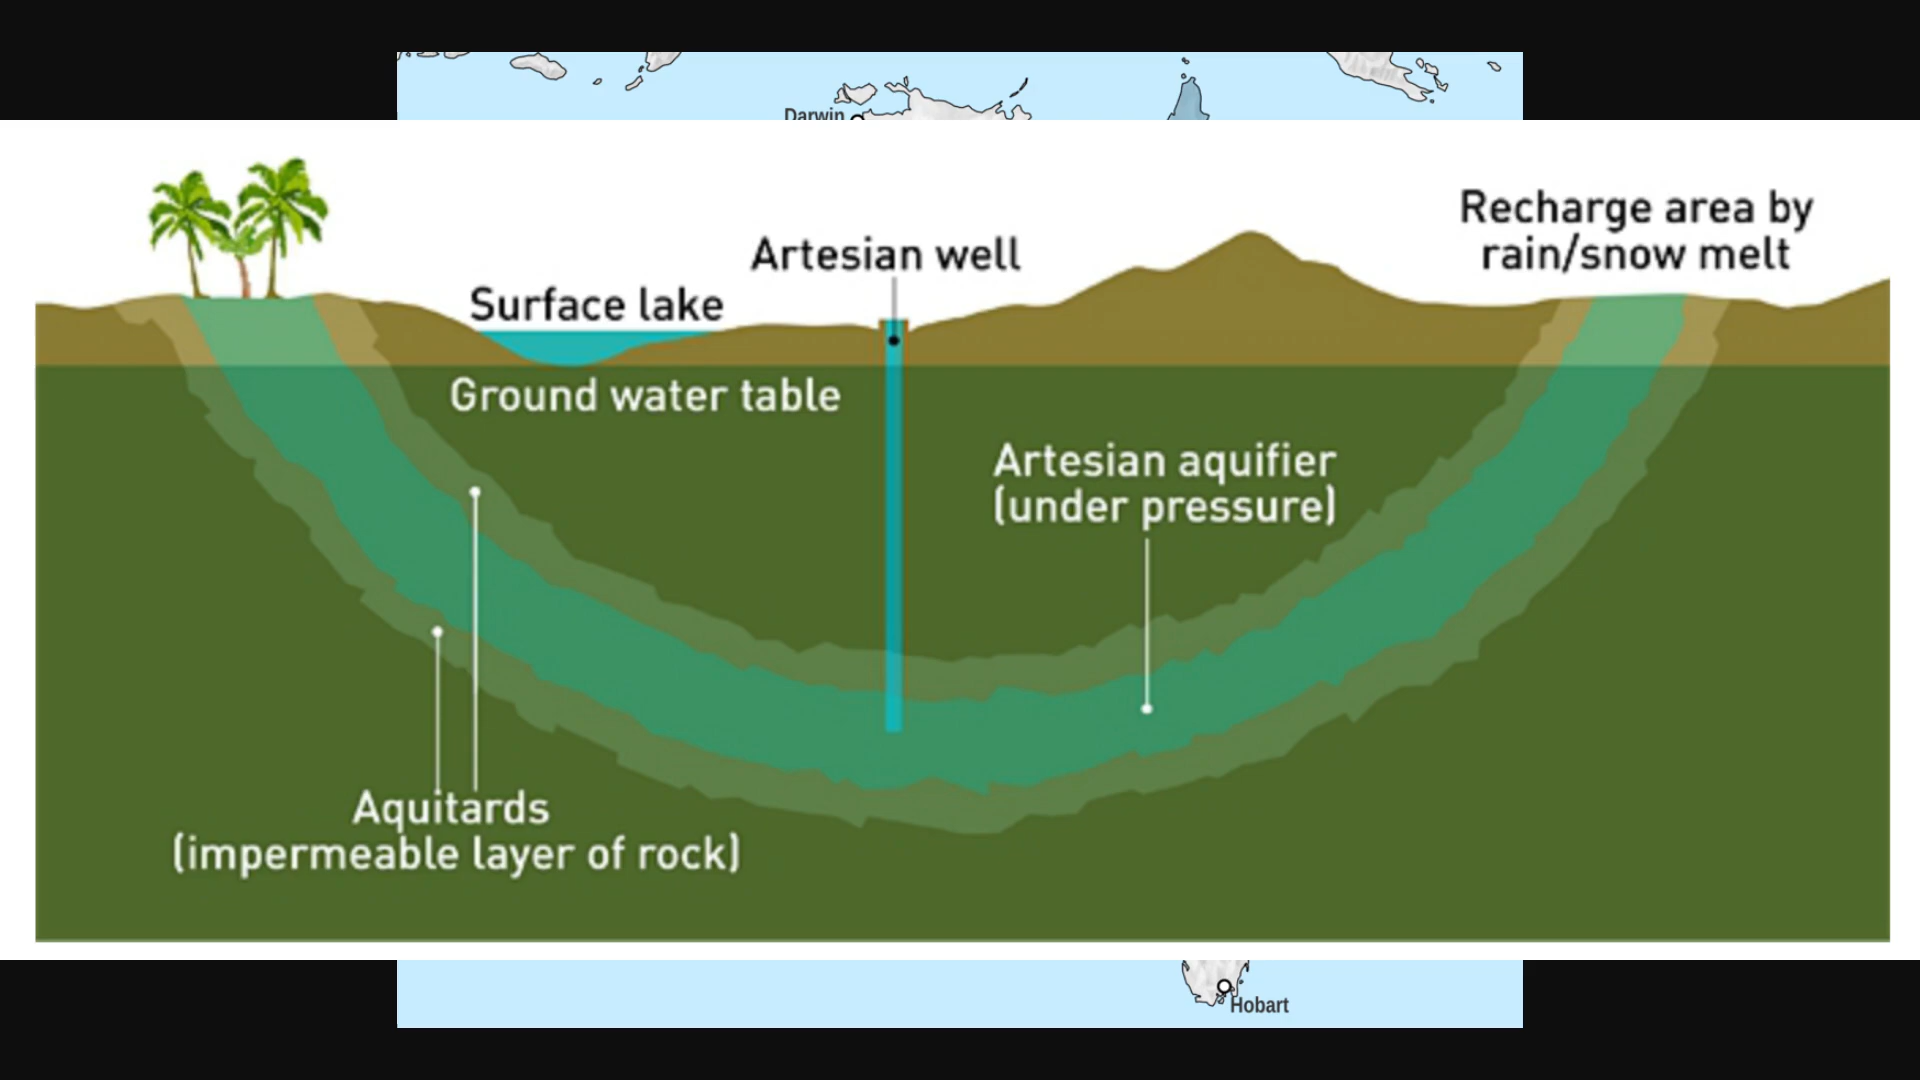 Darwin
Recharge area by
rain/snow melt
Artesian well
Surface lake
Ground water table
Artesian aquifier
(under pressure)
Aquitards
(impermeable layer of rock)
Hobart